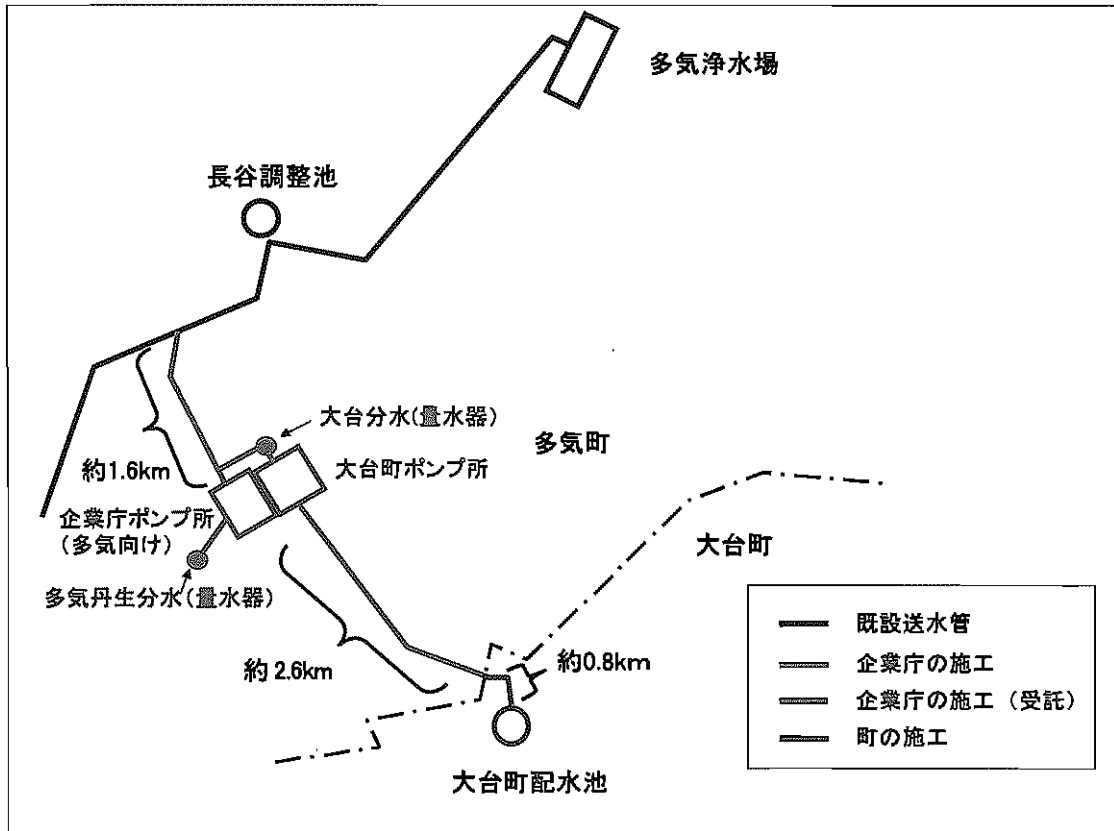 多気浄水場
長谷調整池
大台分水(量水器)
多気町
大台町ポンプ所
約1.6km
企業庁ポンプ所
(多気向け)
大台町
多気丹生分水(量水器)
約2.6km
約0.8km
大台町配水池
既設送水管
企業庁の施工
企業庁の施工（受託）
町の施工